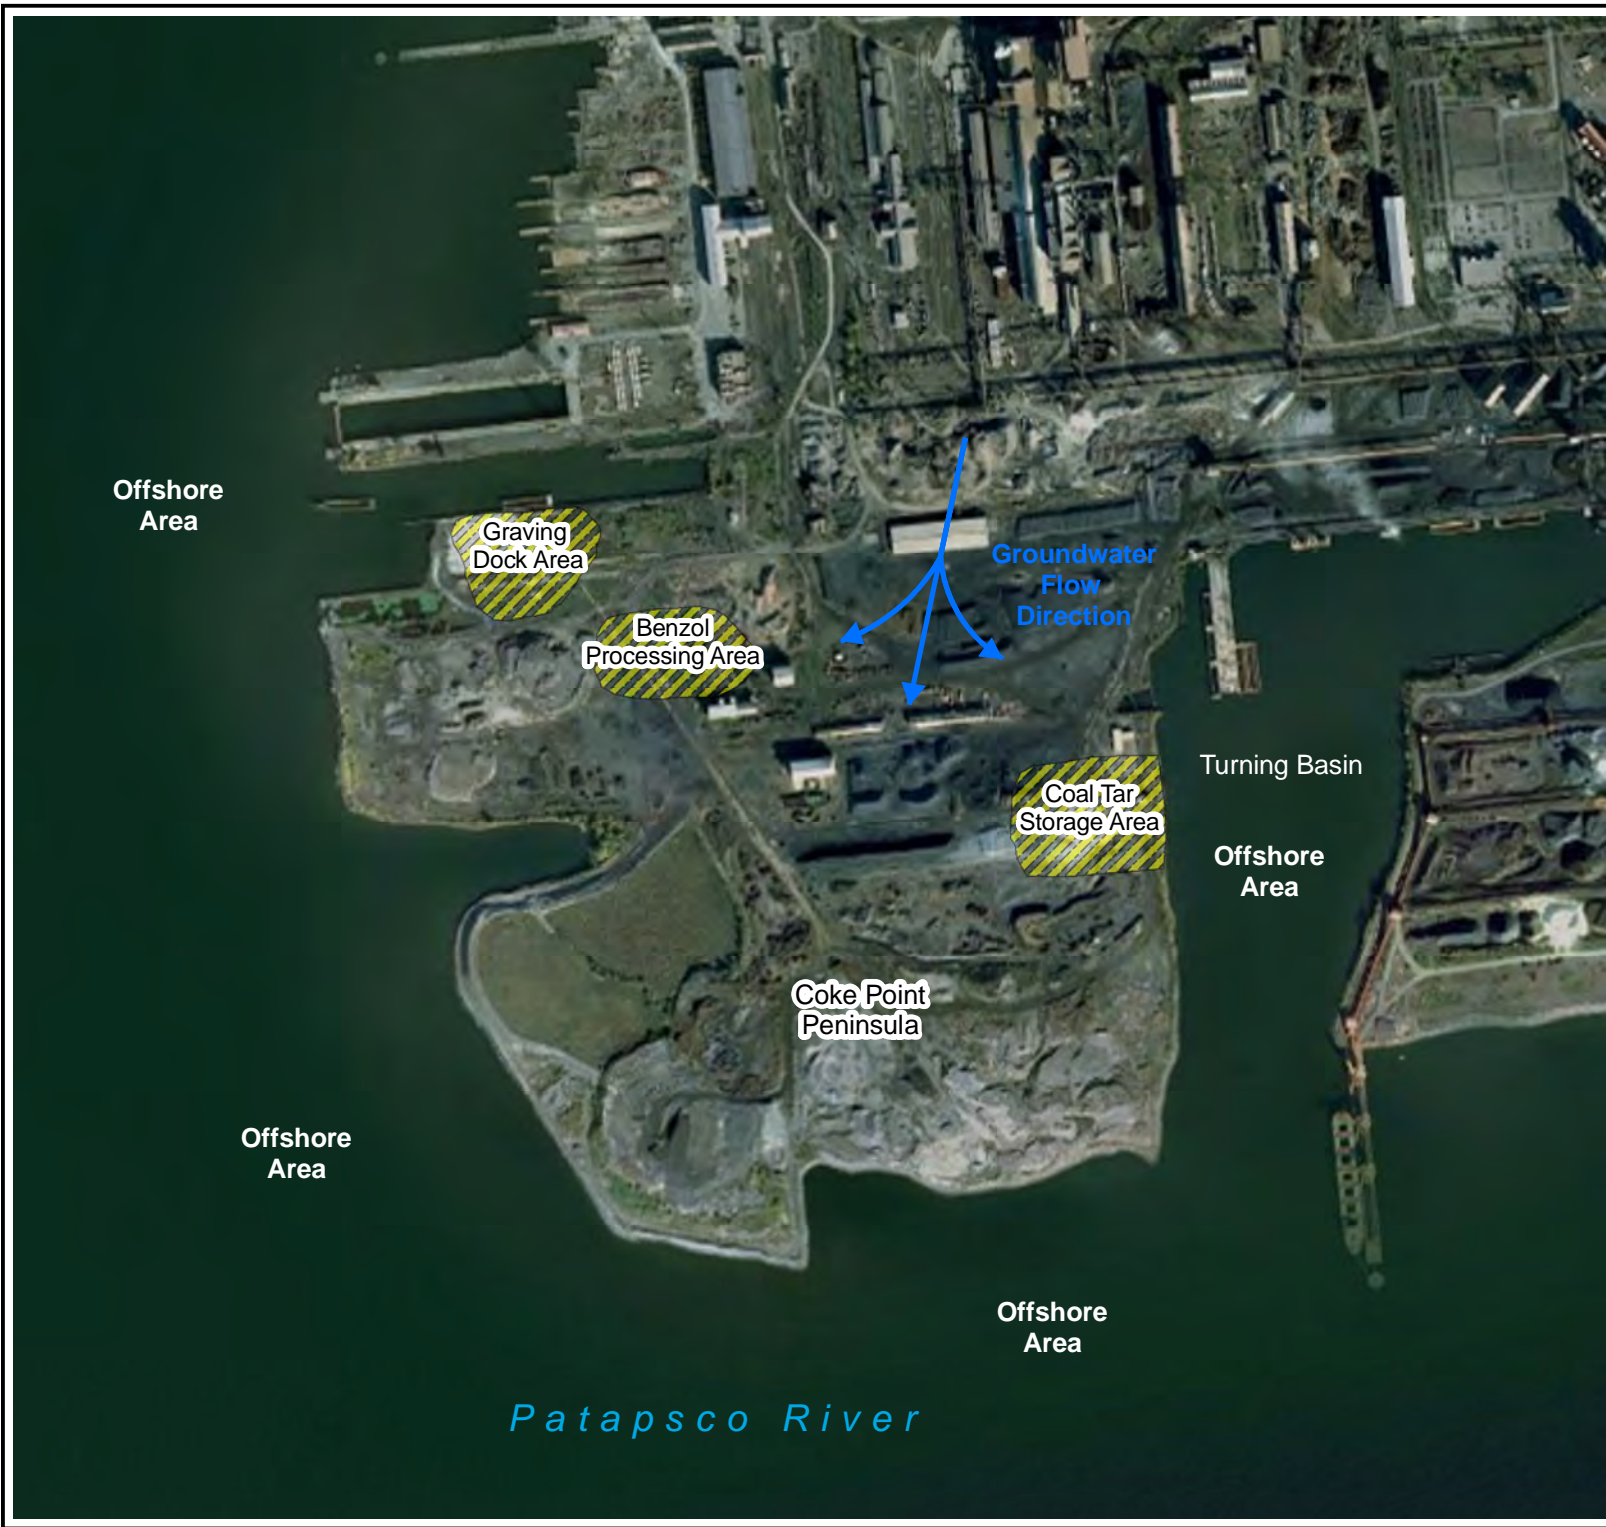 Offshore
Area
Graving
Dock Area
Groundwater
Flow
Direction
Benzol
Processing Area
Turning Basin
Coal Tar
Storage Area
Offshore
Area
Coke Point
Peninsula
Offshore
Area
Offshore
Area
Patapsco River